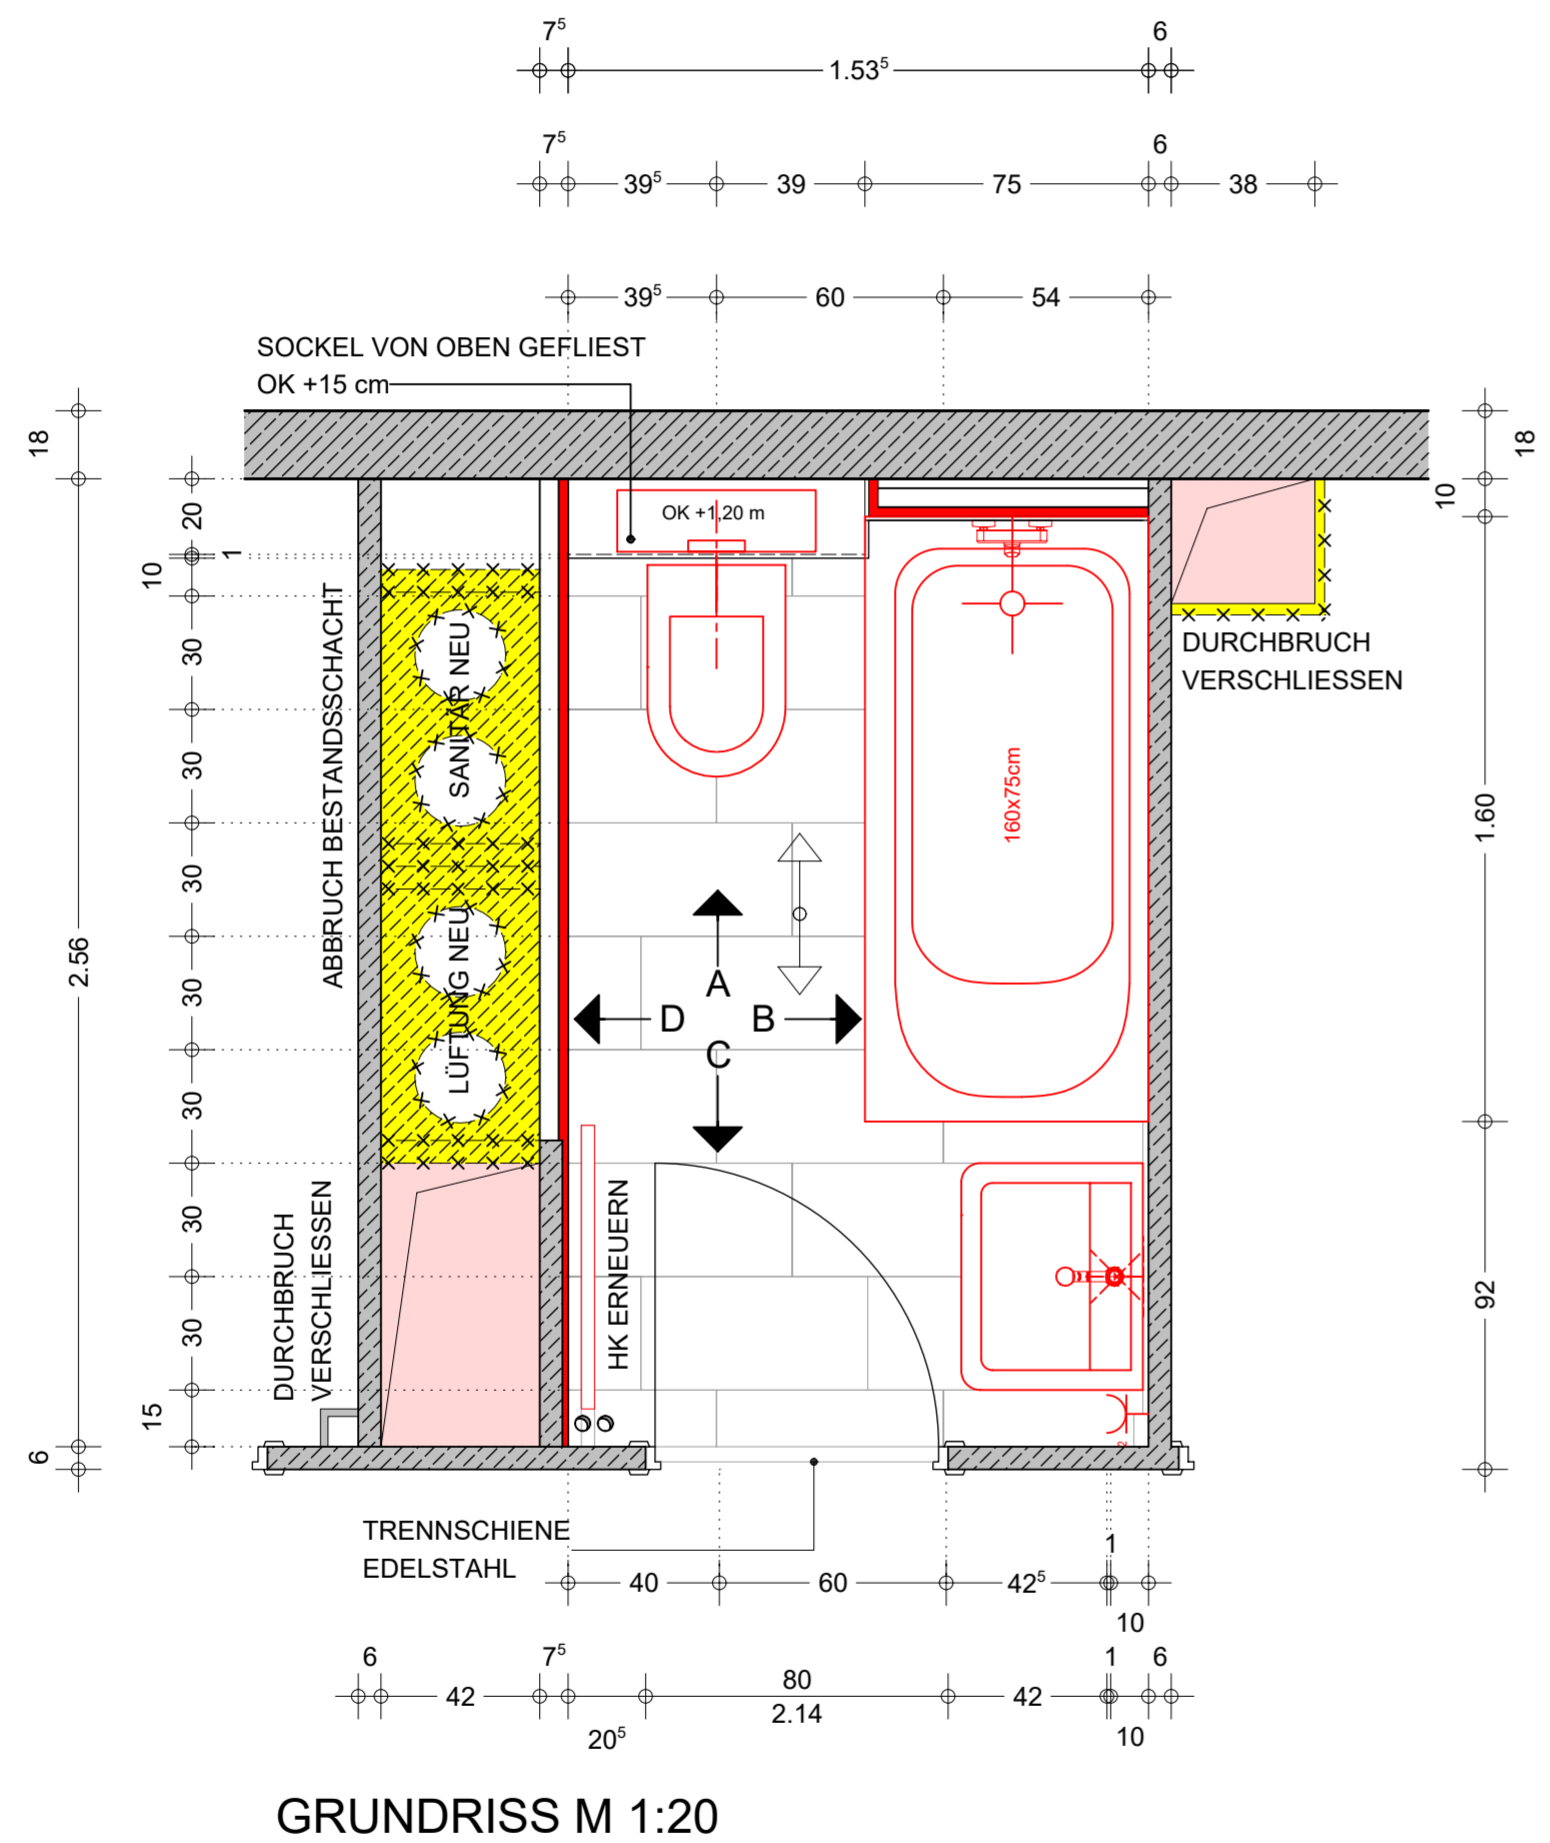 7⁵ 6
1.53⁵
7⁵ 6
39⁵ 39 75 38
39⁵ 60 54
SOCKEL VON OBEN GEFLIEST
OK +15 cm
18
18
20
10
OK +1,20 m
1
10
DURCHBRUCH
VERSCHLIESSEN
30
SANITÄR NEU
ABBRUCH BESTANDSSCHACHT
30
160x75cm
1.60
30
2.56
30
LÜFTUNG NEU
A
D B
C
30
30
DURCHBRUCH
VERSCHLIESSEN
HK ERNEUERN
30
92
15
6
2
TRENNSCHIENE
EDELSTAHL
1
40 60 42⁵
10
6 7⁵ 80 1 6
42 2.14 42
20⁵ 10
GRUNDRISS M 1:20